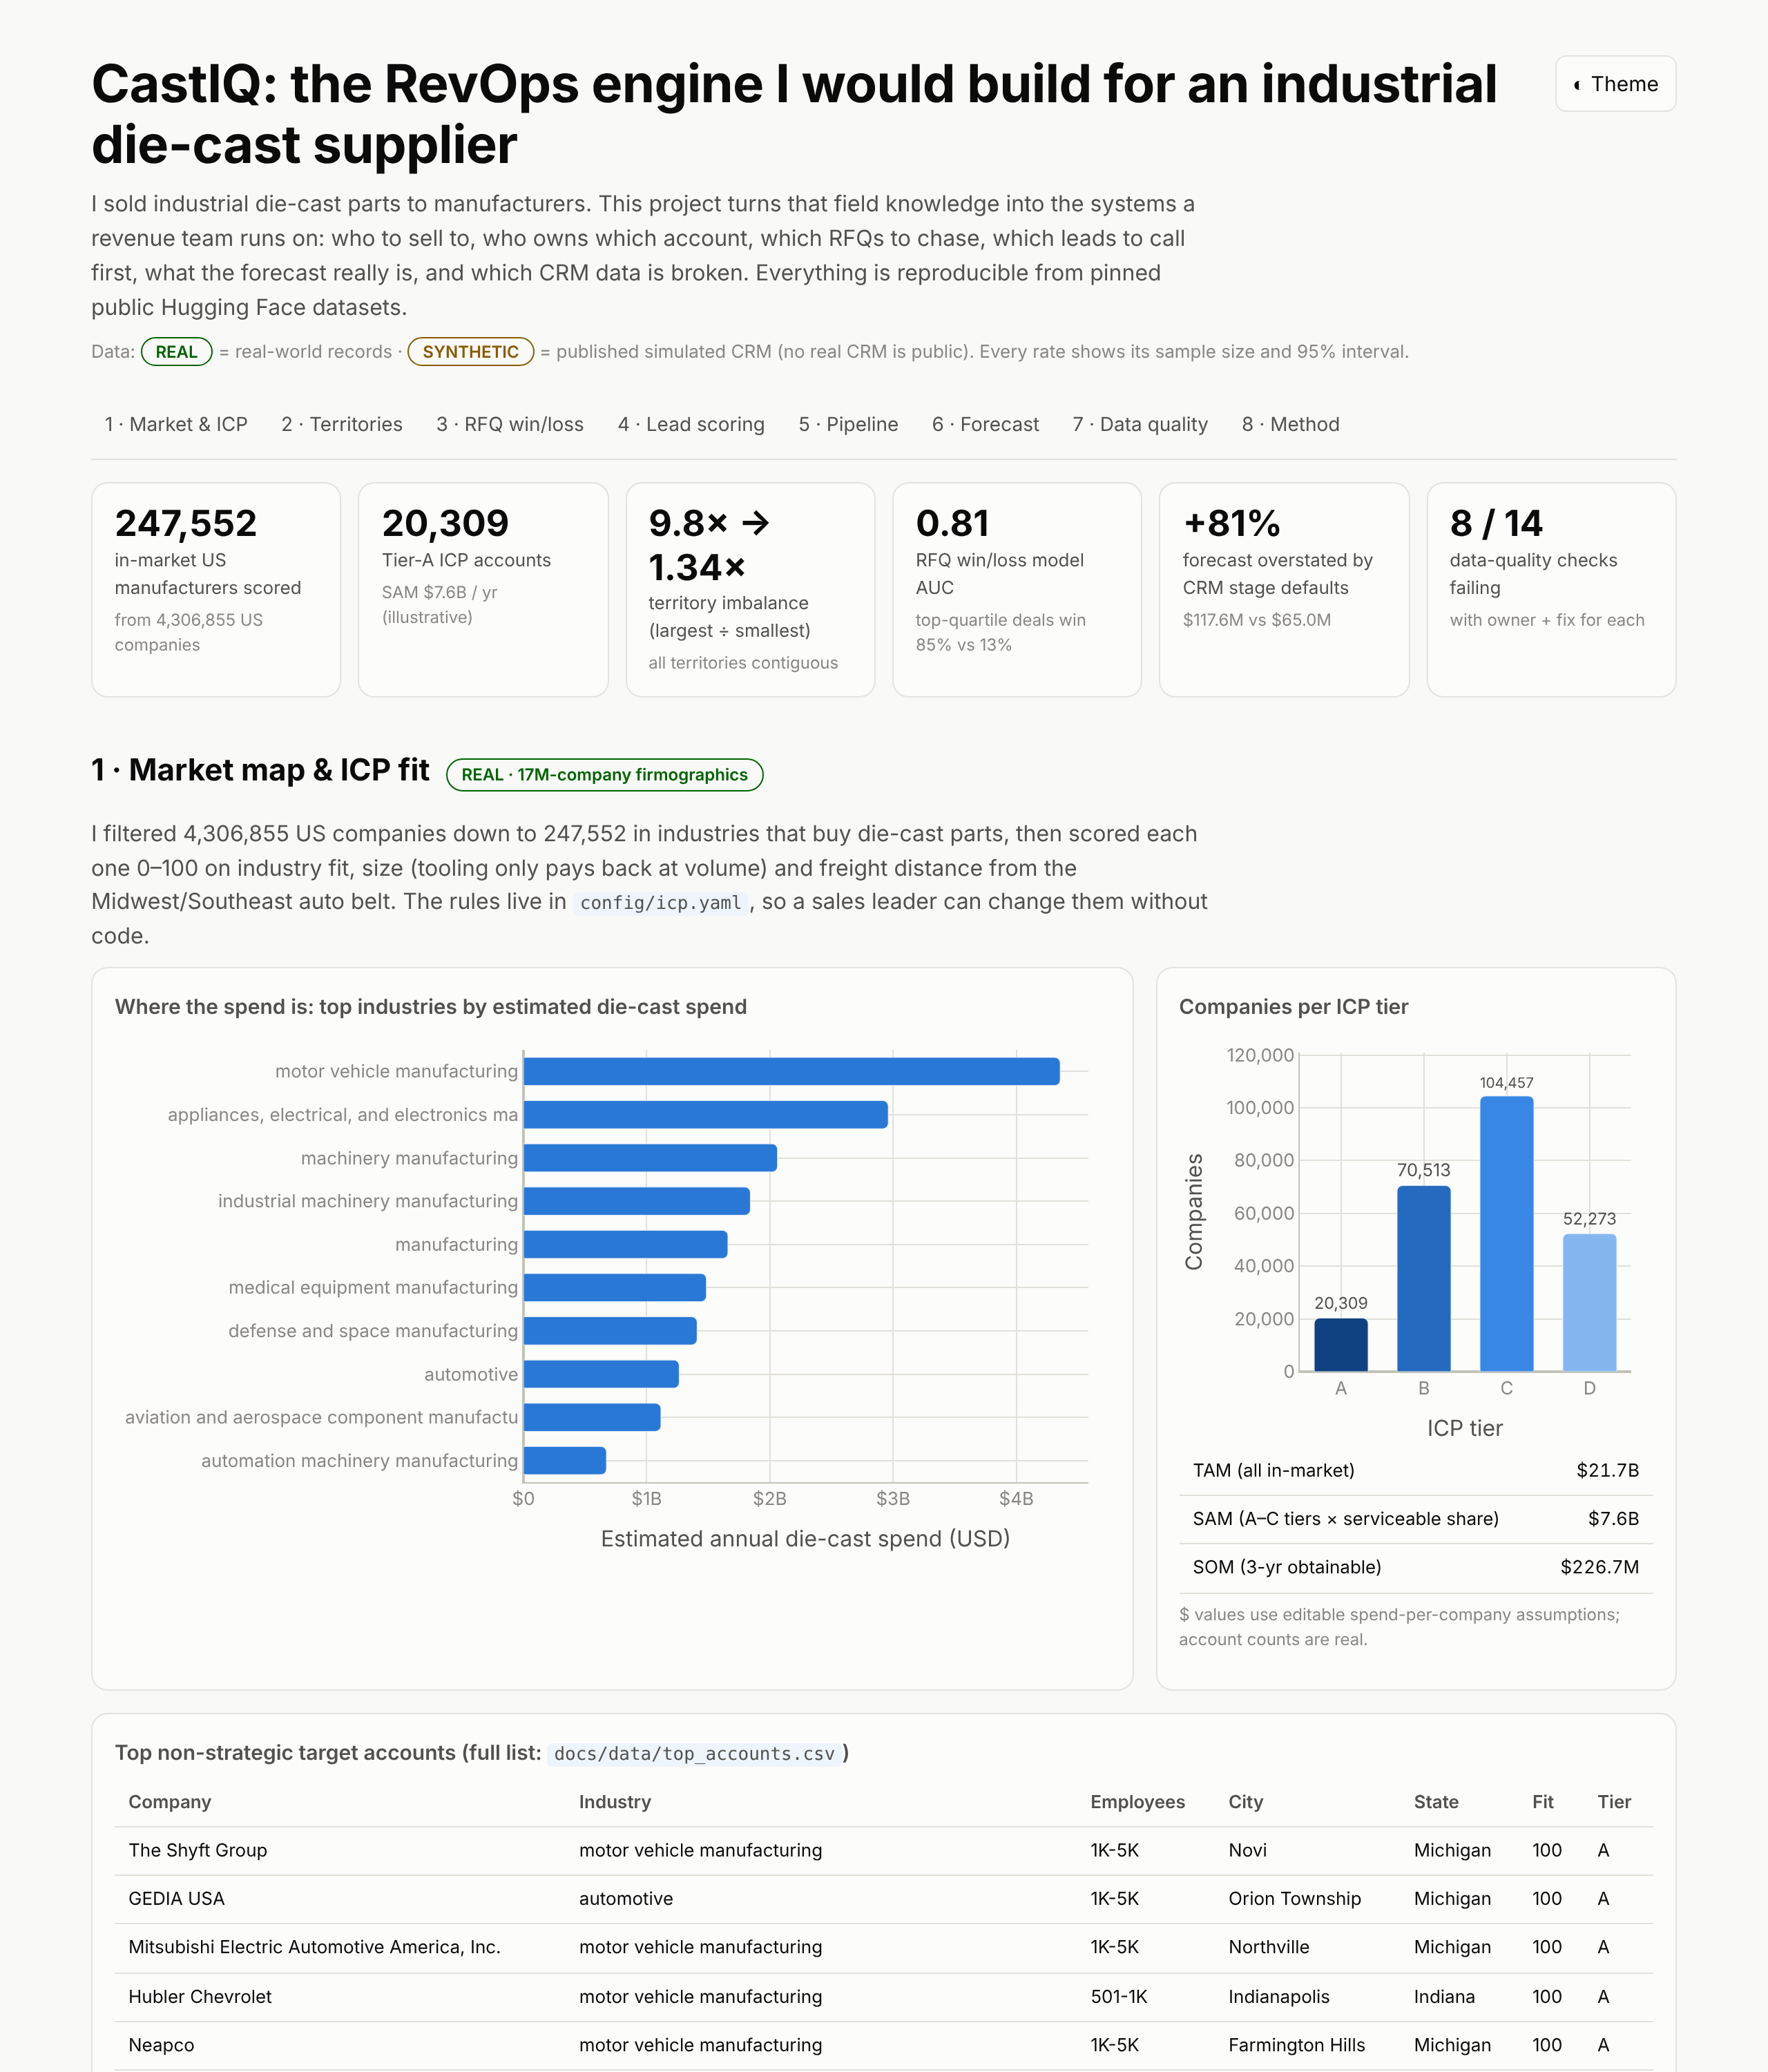 CastIQ: the RevOps engine I would build for an industrial
die-cast supplier
Theme
I sold industrial die-cast parts to manufacturers. This project turns that field knowledge into the systems a
revenue team runs on: who to sell to, who owns which account, which RFQs to chase, which leads to call
first, what the forecast really is, and which CRM data is broken. Everything is reproducible from pinned
public Hugging Face datasets.
Data: REAL = real-world records · SYNTHETIC = published simulated CRM (no real CRM is public). Every rate shows its sample size and 95% interval.
1 · Market & ICP 2 · Territories 3 · RFQ win/loss 4 · Lead scoring 5 · Pipeline 6 · Forecast 7 · Data quality 8 · Method
247,552
in-market US
manufacturers scored
from 4,306,855 US
companies
20,309
Tier-A ICP accounts
SAM $7.6B / yr
(illustrative)
9.8× →
1.34×
territory imbalance
(largest ÷ smallest)
all territories contiguous
0.81
RFQ win/loss model
AUC
top-quartile deals win
85% vs 13%
+81%
forecast overstated by
CRM stage defaults
$117.6M vs $65.0M
8 / 14
data-quality checks
failing
with owner + fix for each
1 · Market map & ICP fit REAL · 17M-company firmographics
I filtered 4,306,855 US companies down to 247,552 in industries that buy die-cast parts, then scored each
one 0–100 on industry fit, size (tooling only pays back at volume) and freight distance from the
Midwest/Southeast auto belt. The rules live in config/icp.yaml, so a sales leader can change them without
code.
Where the spend is: top industries by estimated die-cast spend
motor vehicle manufacturing
appliances, electrical, and electronics ma
machinery manufacturing
industrial machinery manufacturing
manufacturing
medical equipment manufacturing
defense and space manufacturing
automotive
aviation and aerospace component manufactu
automation machinery manufacturing
$0 $1B $2B $3B $4B
Estimated annual die-cast spend (USD)
Companies per ICP tier
120,000
100,000
80,000
60,000
40,000
20,000
0
Companies
20,309
70,513
104,457
52,273
A B C D
ICP tier
TAM (all in-market) $21.7B
SAM (A–C tiers × serviceable share) $7.6B
SOM (3-yr obtainable) $226.7M
$ values use editable spend-per-company assumptions;
account counts are real.
Top non-strategic target accounts (full list: docs/data/top_accounts.csv)
Company Industry Employees City State Fit Tier
The Shyft Group motor vehicle manufacturing 1K-5K Novi Michigan 100 A
GEDIA USA automotive 1K-5K Orion Township Michigan 100 A
Mitsubishi Electric Automotive America, Inc. motor vehicle manufacturing 1K-5K Northville Michigan 100 A
Hubler Chevrolet motor vehicle manufacturing 501-1K Indianapolis Indiana 100 A
Neapco motor vehicle manufacturing 1K-5K Farmington Hills Michigan 100 A